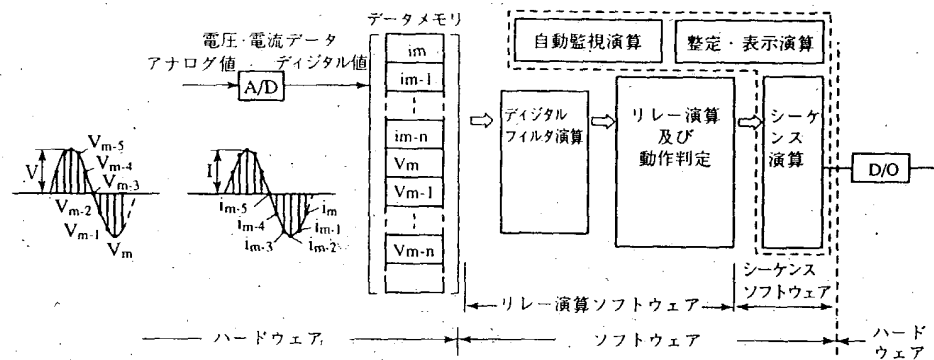 データメモリ
電圧・電流データ
アナログ値
ディジタル値
A/D
im
im-1
im-n
Vm
Vm-1
Vm-n
自動監視演算
整定・表示演算
ディジタル
フィルタ演算
リレー演算
及び
動作判定
シーケ
ンス
演算
D/O
V
Vm-5
Vm-4
Vm-3
Vm-2
Vm-1
Vm
I
im-5
im-4
im-3
im
im-1
im-2
リレー演算ソフトウェア
シーケンス
ソフトウェア
ハードウェア
ソフトウェア
ハード
ウェア